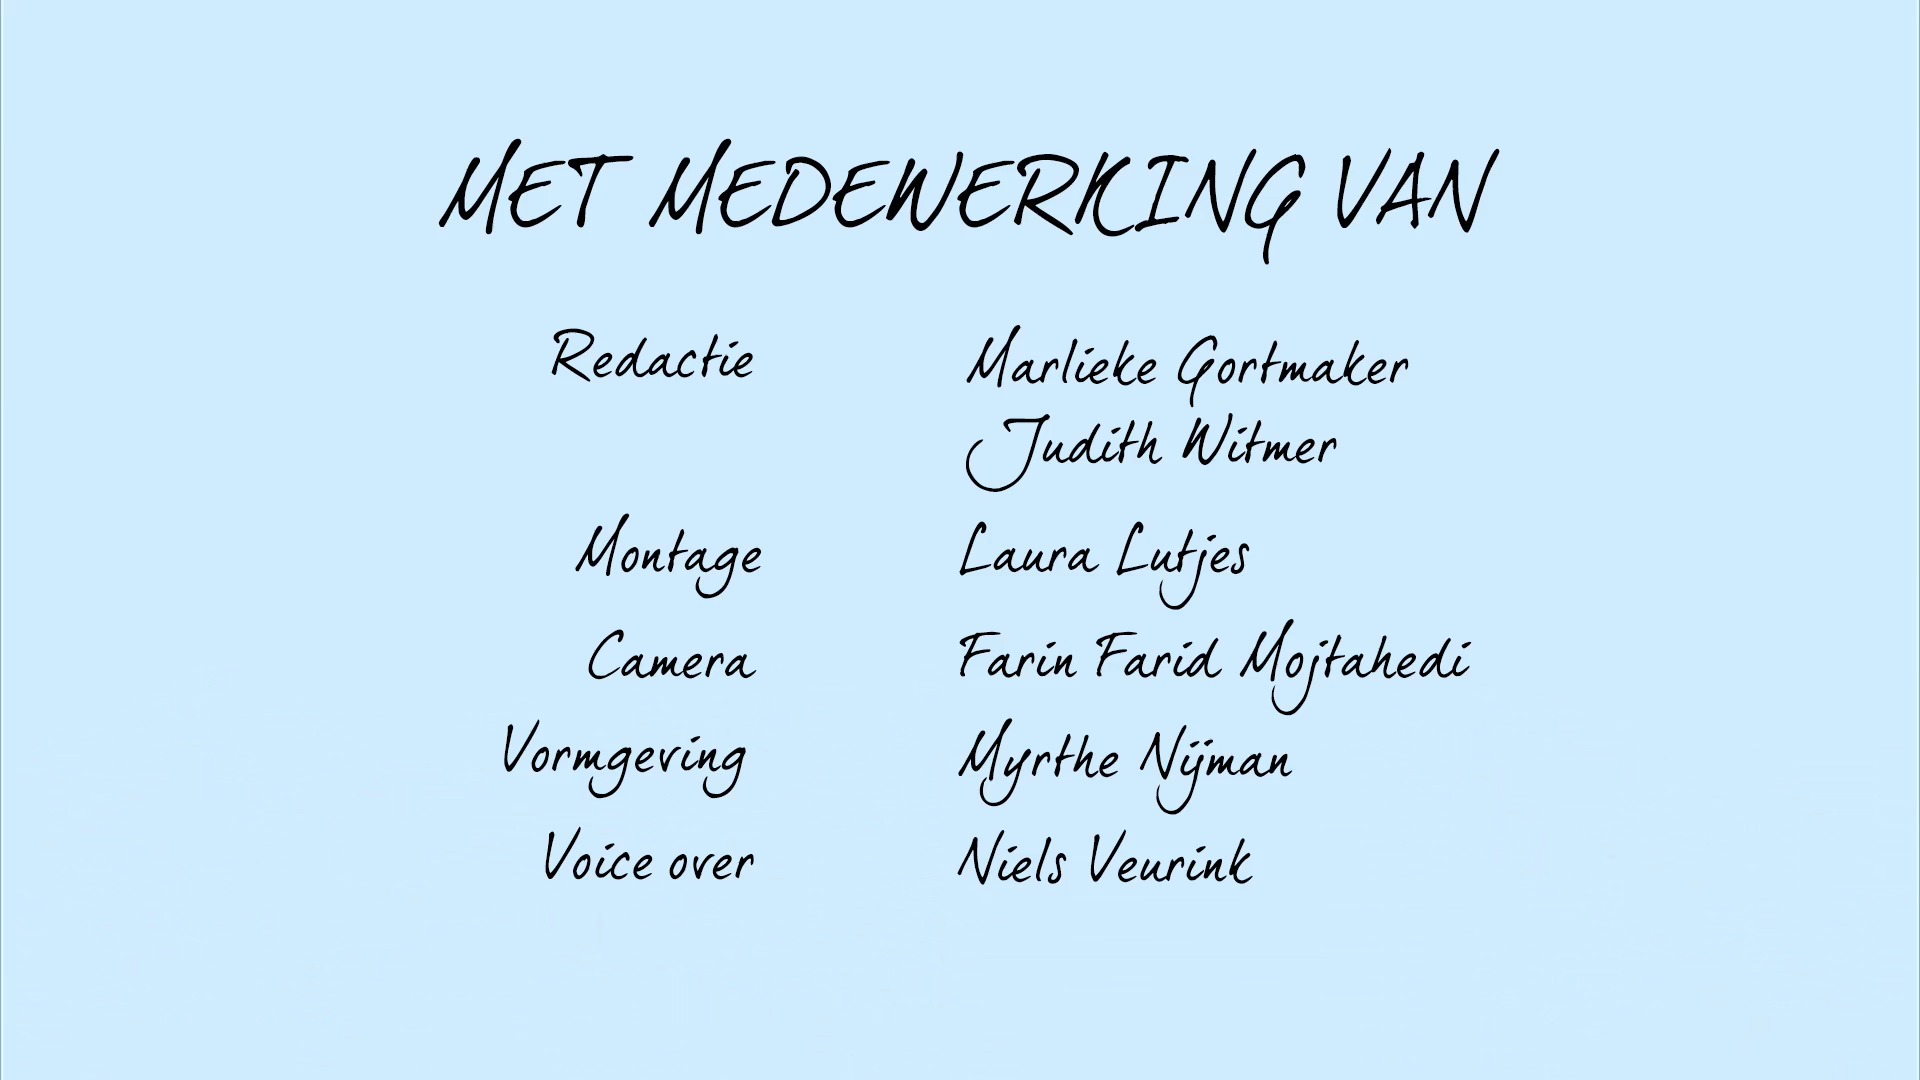 MET MEDEWERKING VAN
Redactie Marlieke Gortmaker
Judith Witmer
Montage Laura Lutjes
Camera Farin Farid Mojtahedi
Vormgeving Myrthe Nijman
Voice over Niels Veurink